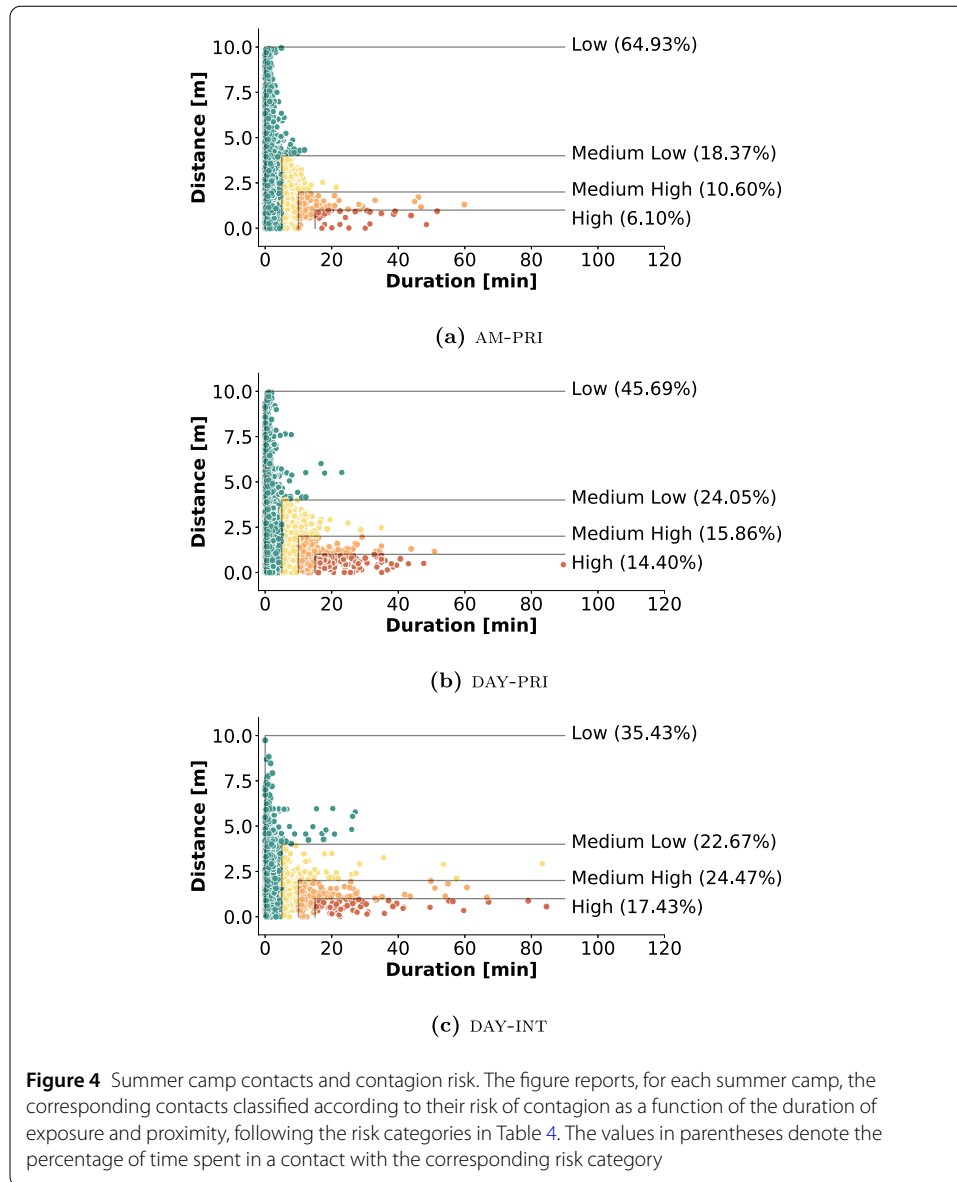 10.0
7.5
5.0
2.5
0.0
Distance [m]
Low (64.93%)
Medium Low (18.37%)
Medium High (10.60%)
High (6.10%)
0 20 40 60 80 100 120
Duration [min]
(a) AM-PRI
10.0
7.5
5.0
2.5
0.0
Distance [m]
Low (45.69%)
Medium Low (24.05%)
Medium High (15.86%)
High (14.40%)
0 20 40 60 80 100 120
Duration [min]
(b) DAY-PRI
10.0
7.5
5.0
2.5
0.0
Distance [m]
Low (35.43%)
Medium Low (22.67%)
Medium High (24.47%)
High (17.43%)
0 20 40 60 80 100 120
Duration [min]
(c) DAY-INT
Figure 4 Summer camp contacts and contagion risk. The figure reports, for each summer camp, the
corresponding contacts classified according to their risk of contagion as a function of the duration of
exposure and proximity, following the risk categories in Table 4. The values in parentheses denote the
percentage of time spent in a contact with the corresponding risk category